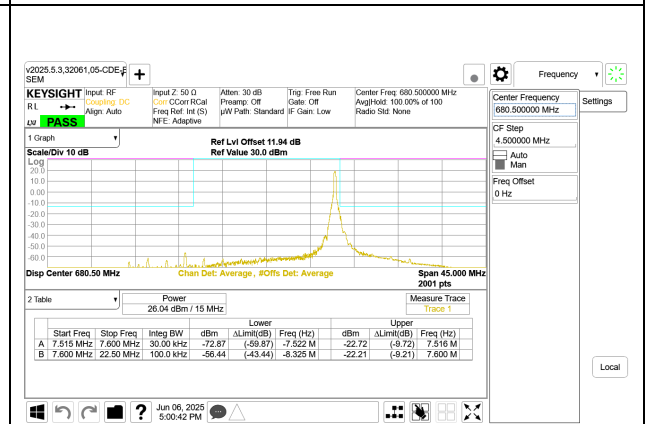 v2025.5.3,32061,05-CDE-E
SEM
Frequency
KEYSIGHT
R L
PASS
Input: RF
Coupling: DC
Align: Auto
Input Z: 50 Ω
Corr CCorr RCal
Freq Ref: Int (S)
NFE: Adaptive
Atten: 30 dB
Preamp: Off
µW Path: Standard
Trig: Free Run
Gate: Off
IF Gain: Low
Center Freq: 680.500000 MHz
Avg|Hold: 100.00% of 100
Radio Std: None
Center Frequency
680.500000 MHz
Settings
CF Step
4.500000 MHz
Auto
Man
Freq Offset
0 Hz
1 Graph
Scale/Div 10 dB
Ref Lvl Offset 11.94 dB
Ref Value 30.0 dBm
Log
20.0
10.0
0.00
-10.0
-20.0
-30.0
-40.0
-50.0
-60.0
Disp Center 680.50 MHz
Chan Det: Average, #Offs Det: Average
Span 45.000 MHz
2001 pts
2 Table
Power
26.04 dBm / 15 MHz
Measure Trace
Trace 1
Lower Upper
Start Freq Stop Freq Integ BW dBm ΔLimit(dB) Freq (Hz) dBm ΔLimit(dB) Freq (Hz)
A 7.515 MHz 7.600 MHz 30.00 kHz -72.87 (-59.87) -7.522 M -22.72 (-9.72) 7.516 M
B 7.600 MHz 22.50 MHz 100.0 kHz -56.44 (-43.44) -8.325 M -22.21 (-9.21) 7.600 M
Local
Jun 06, 2025
5:00:42 PM